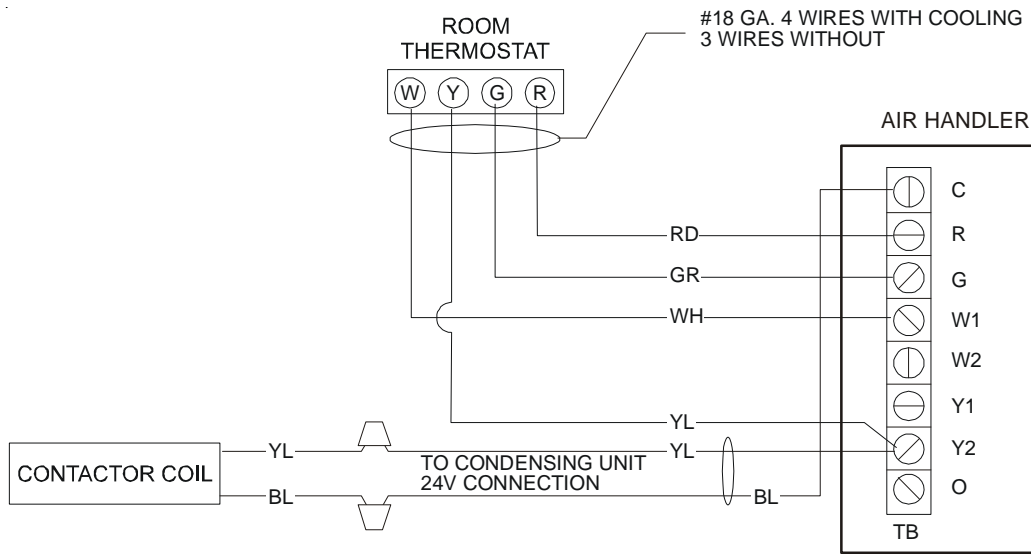 #18 GA. 4 WIRES WITH COOLING
3 WIRES WITHOUT
ROOM
THERMOSTAT
W Y G R
AIR HANDLER
C
RD
R
GR
G
WH
W1
W2
Y1
YL
YL
YL
Y2
CONTACTOR COIL
TO CONDENSING UNIT
24V CONNECTION
BL
BL
O
TB